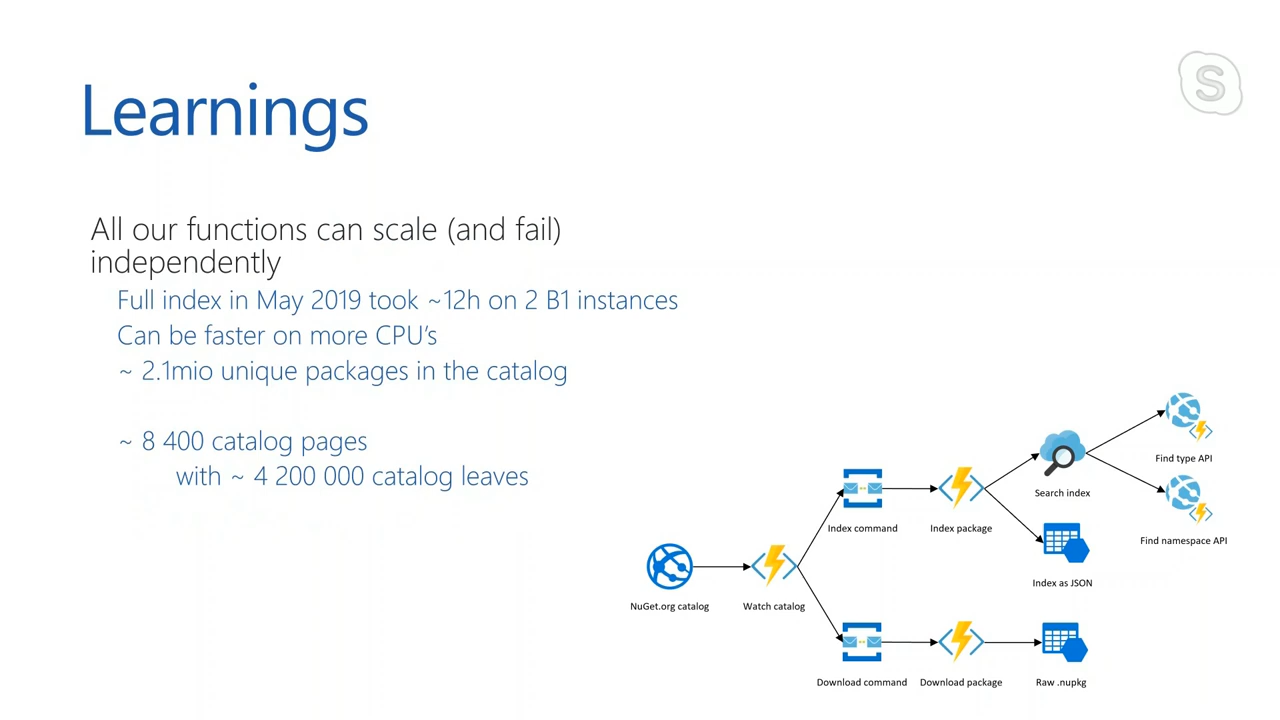 S
Learnings
All our functions can scale (and fail)
independently
Full index in May 2019 took ~12h on 2 B1 instances
Can be faster on more CPU's
~ 2.1mio unique packages in the catalog
~ 8 400 catalog pages
with ~ 4 200 000 catalog leaves
Find type API
Search index
Index command
Index package
Find namespace API
Index as JSON
NuGet.org catalog
Watch catalog
Download command
Download package
Raw .nupkg